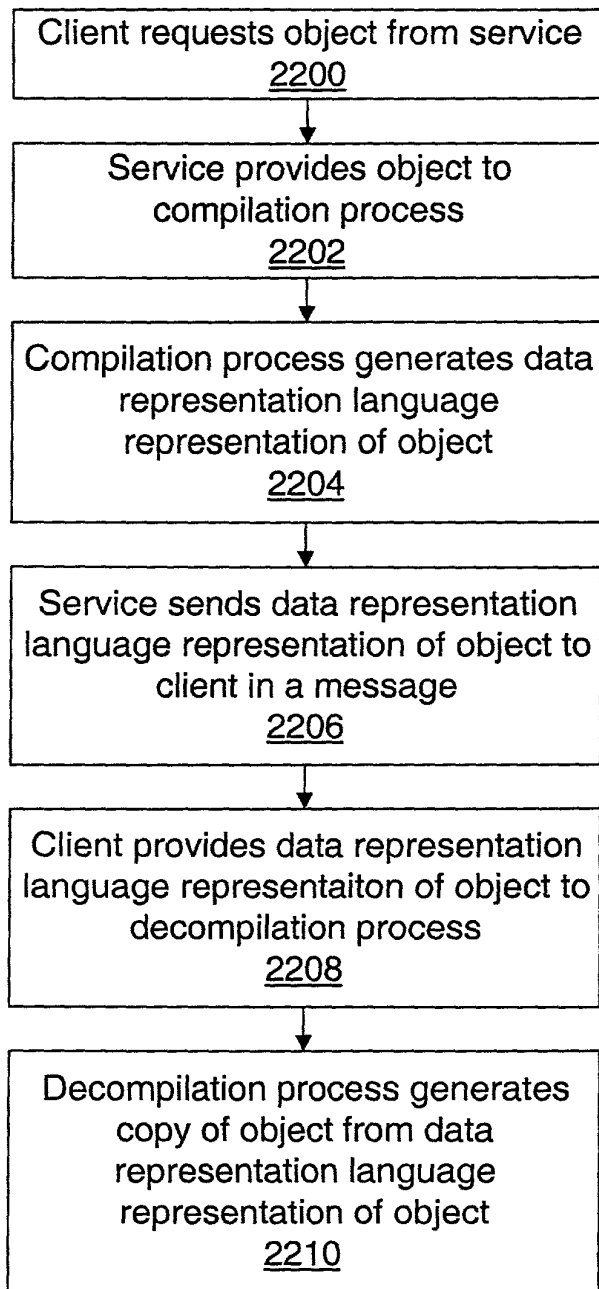 Client requests object from service
2200
Service provides object to
compilation process
2202
Compilation process generates data
representation language
representation of object
2204
Service sends data representation
language representation of object to
client in a message
2206
Client provides data representation
language representaiton of object to
decompilation process
2208
Decompilation process generates
copy of object from data
representation language
representation of object
2210